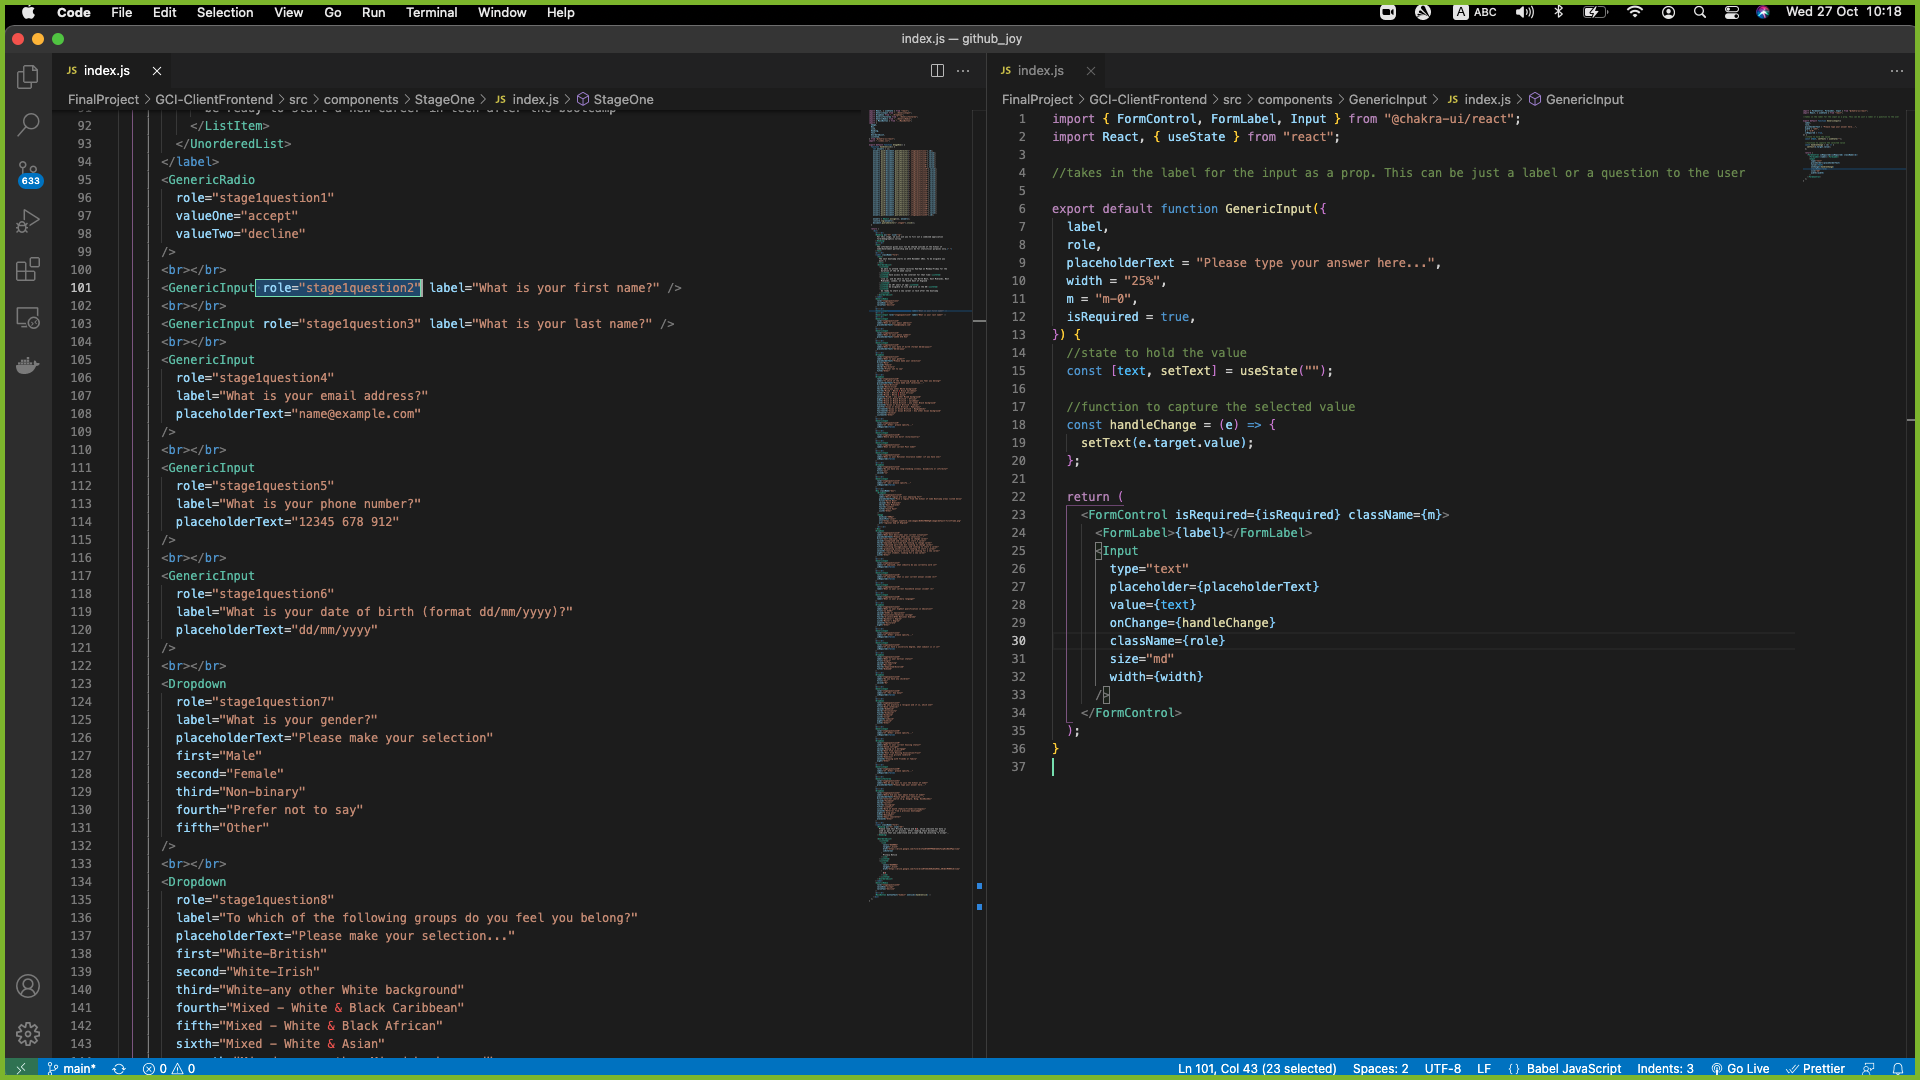 Code File Edit Selection View Go Run Terminal Window Help
A ABC Wed 27 Oct 10:18
index.js — github_joy
JS index.js
FinalProject > GCI-ClientFrontend > src > components > StageOne > JS index.js > StageOne
92 </ListItem>
93 </UnorderedList>
94 </label>
95 <GenericRadio
96 role="stage1question1"
97 valueOne="accept"
98 valueTwo="decline"
99 />
100 <br></br>
101 <GenericInput role="stage1question2" label="What is your first name?" />
102 <br></br>
103 <GenericInput role="stage1question3" label="What is your last name?" />
104 <br></br>
105 <GenericInput
106 role="stage1question4"
107 label="What is your email address?"
108 placeholderText="name@example.com"
109 />
110 <br></br>
111 <GenericInput
112 role="stage1question5"
113 label="What is your phone number?"
114 placeholderText="12345 678 912"
115 />
116 <br></br>
117 <GenericInput
118 role="stage1question6"
119 label="What is your date of birth (format dd/mm/yyyy)?"
120 placeholderText="dd/mm/yyyy"
121 />
122 <br></br>
123 <Dropdown
124 role="stage1question7"
125 label="What is your gender?"
126 placeholderText="Please make your selection"
127 first="Male"
128 second="Female"
129 third="Non-binary"
130 fourth="Prefer not to say"
131 fifth="Other"
132 />
133 <br></br>
134 <Dropdown
135 role="stage1question8"
136 label="To which of the following groups do you feel you belong?"
137 placeholderText="Please make your selection..."
138 first="White-British"
139 second="White-Irish"
140 third="White-any other White background"
141 fourth="Mixed - White & Black Caribbean"
142 fifth="Mixed - White & Black African"
143 sixth="Mixed - White & Asian"
633
JS index.js
FinalProject > GCI-ClientFrontend > src > components > GenericInput > JS index.js > GenericInput
1 import { FormControl, FormLabel, Input } from "@chakra-ui/react";
2 import React, { useState } from "react";
3
4 //takes in the label for the input as a prop. This can be just a label or a question to the user
5
6 export default function GenericInput({
7 label,
8 role,
9 placeholderText = "Please type your answer here...",
10 width = "25%",
11 m = "m-0",
12 isRequired = true,
13 }) {
14 //state to hold the value
15 const [text, setText] = useState("");
16
17 //function to capture the selected value
18 const handleChange = (e) => {
19 setText(e.target.value);
20 };
21
22 return (
23 <FormControl isRequired={isRequired} className={m}>
24 <FormLabel>{label}</FormLabel>
25 <Input
26 type="text"
27 placeholder={placeholderText}
28 value={text}
29 onChange={handleChange}
30 className={role}
31 size="md"
32 width={width}
33 />
34 </FormControl>
35 );
36 }
37
main* 0 0 Ln 101, Col 43 (23 selected) Spaces: 2 UTF-8 LF {} Babel JavaScript Indents: 3 Go Live Prettier